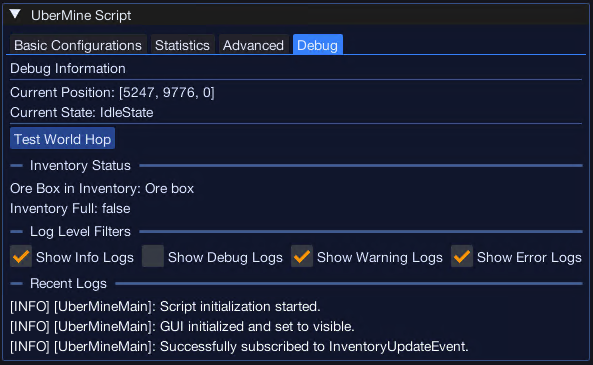 UberMine Script
Basic Configurations Statistics Advanced Debug
Debug Information
Current Position: [5247, 9776, 0]
Current State: IdleState
Test World Hop
Inventory Status
Ore Box in Inventory: Ore box
Inventory Full: false
Log Level Filters
Show Info Logs Show Debug Logs Show Warning Logs Show Error Logs
Recent Logs
[INFO] [UberMineMain]: Script initialization started.
[INFO] [UberMineMain]: GUI initialized and set to visible.
[INFO] [UberMineMain]: Successfully subscribed to InventoryUpdateEvent.